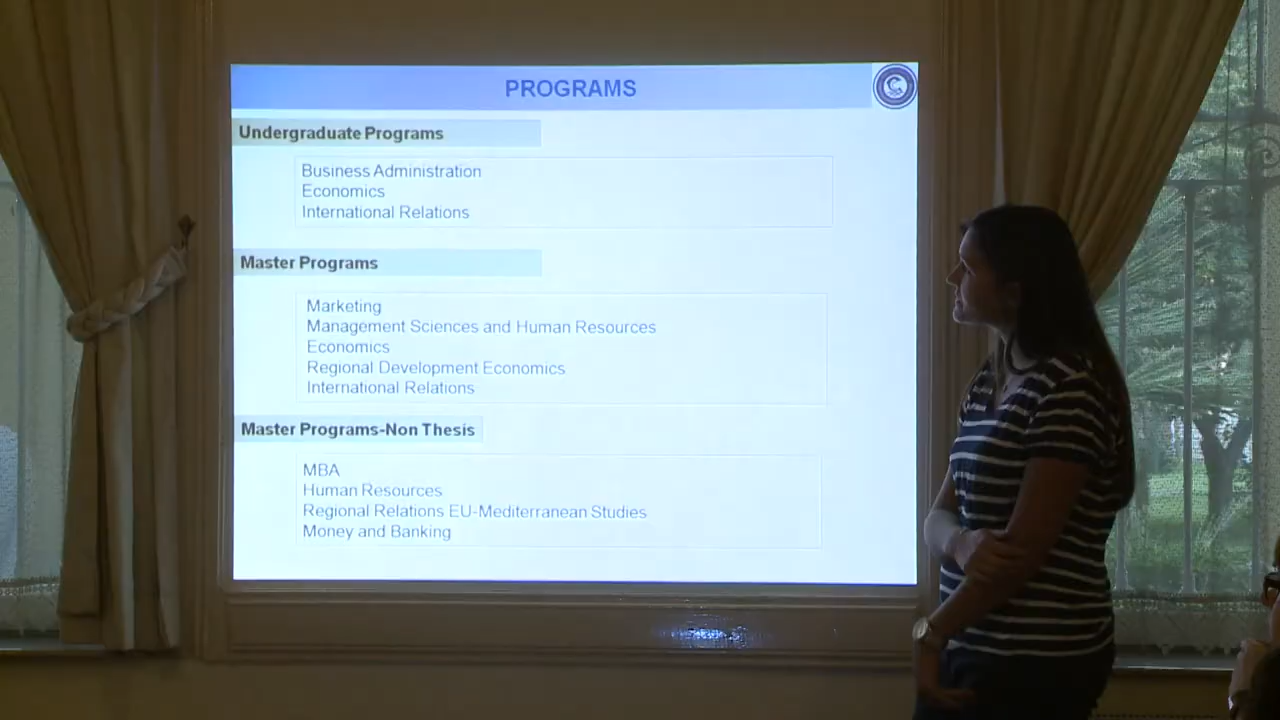 PROGRAMS
Undergraduate Programs
Business Administration
Economics
International Relations
Master Programs
Marketing
Management Sciences and Human Resources
Economics
Regional Development Economics
International Relations
Master Programs-Non Thesis
MBA
Human Resources
Regional Relations EU-Mediterranean Studies
Money and Banking